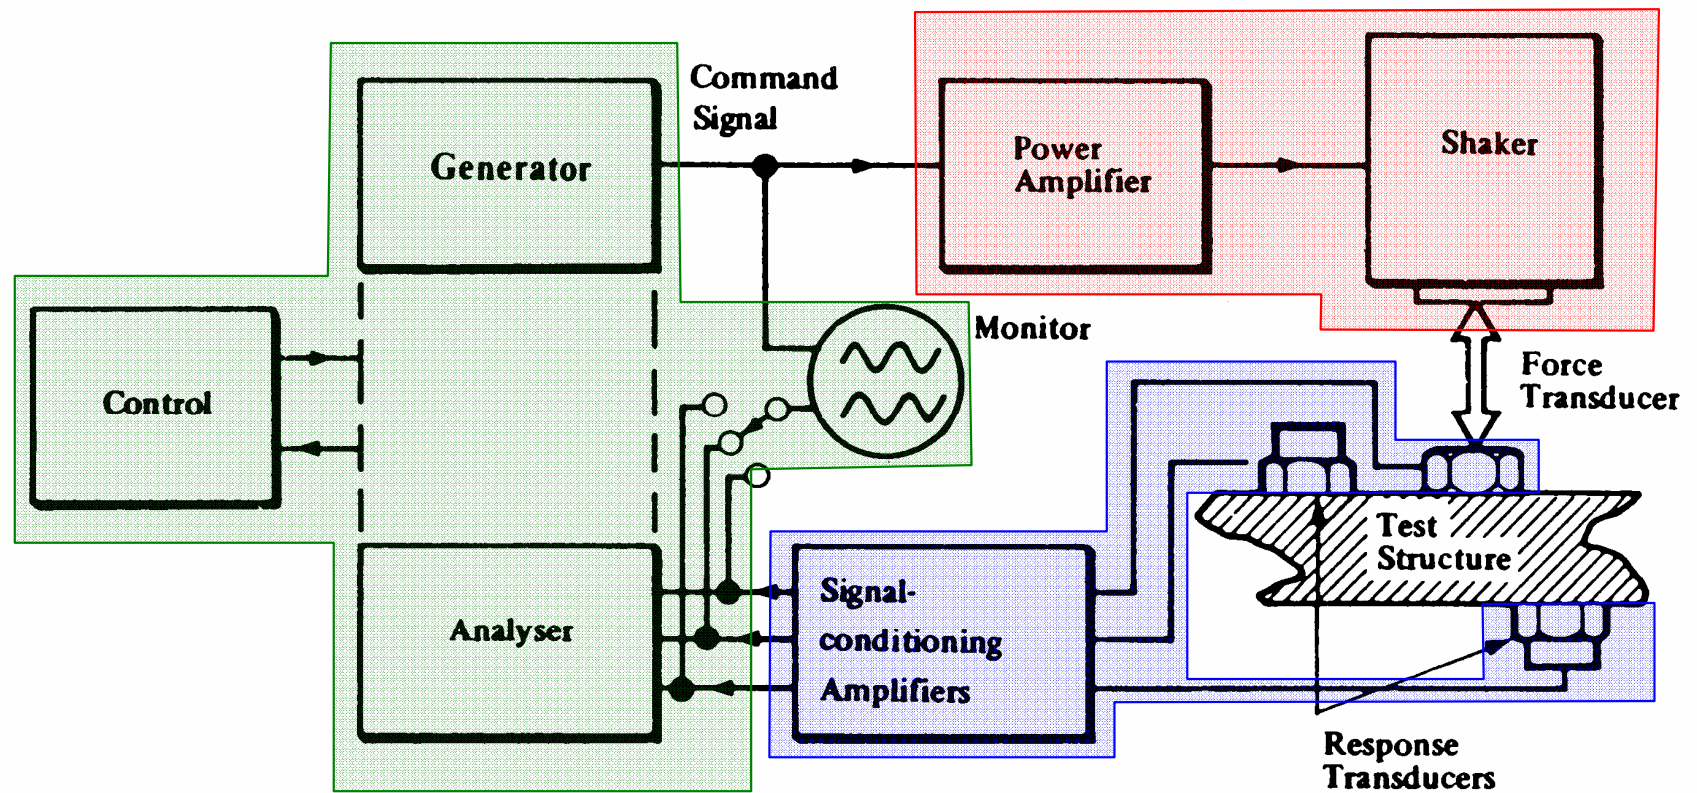 Command
Signal
Generator
Power
Amplifier
Shaker
Monitor
Force
Transducer
Control
Test
Structure
Analyser
Signal-
conditioning
Amplifiers
Response
Transducers